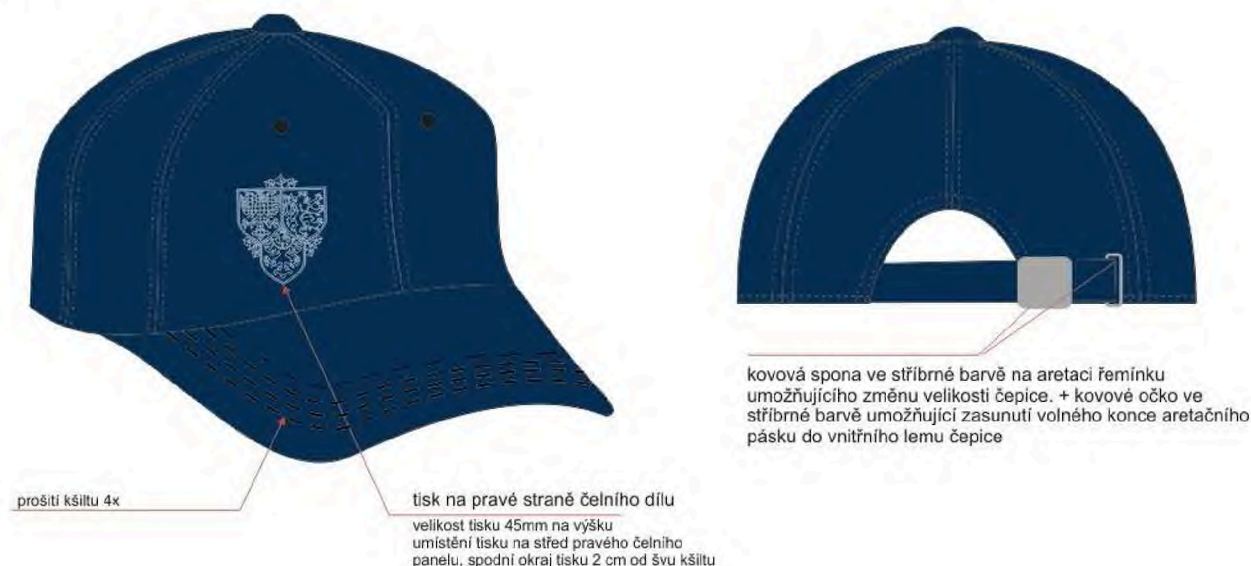 kovová spona ve stříbrné barvě na aretaci řemínku
umožňujícího změnu velikosti čepice. + kovové očko ve
stříbrné barvě umožňující zasunutí volného konce aretačního
pásku do vnitřního lemu čepice
prošití kšiltu 4x
tisk na pravé straně čelního dílu
velikost tisku 45mm na výšku
umístění tisku na střed pravého čelního
panelu, spodní okraj tisku 2 cm od švu kšiltu